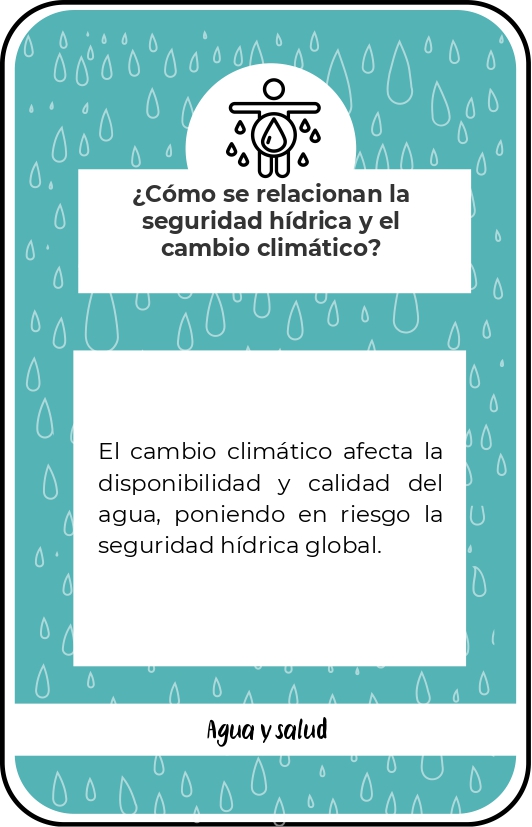 ¿Cómo se relacionan la
seguridad hídrica y el
cambio climático?
El cambio climático afecta la
disponibilidad y calidad del
agua, poniendo en riesgo la
seguridad hídrica global.
Agua y salud